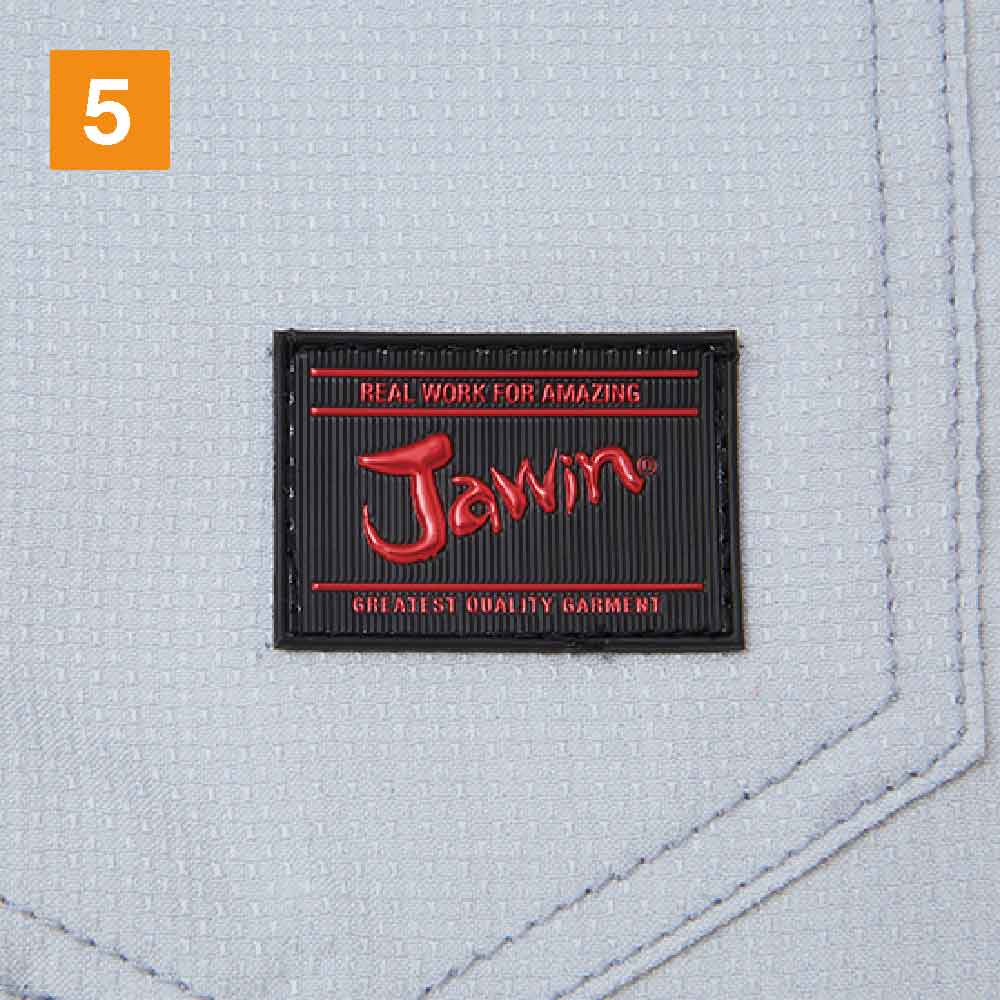 5
REAL WORK FOR AMAZING
Jawin®
GREATEST QUALITY GARMENT